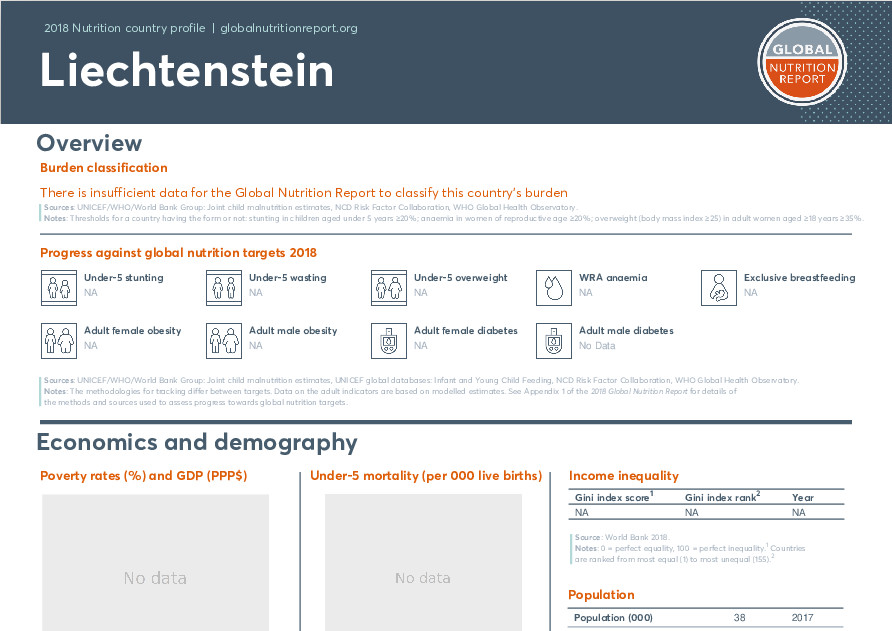 2018 Nutrition country profile | globalnutritionreport.org
Liechtenstein
GLOBAL
NUTRITION
REPORT
Overview
Burden classification
There is insufficient data for the Global Nutrition Report to classify this country's burden
Sources: UNICEF/WHO/World Bank Group: Joint child malnutrition estimates, NCD Risk Factor Collaboration, WHO Global Health Observatory.
Notes: Thresholds for a country having the form or not: stunting in children aged under 5 years ≥20%; anaemia in women of reproductive age ≥20%; overweight (body mass index ≥25) in adult women aged ≥18 years ≥35%.
Progress against global nutrition targets 2018
Under-5 stunting
NA
Under-5 wasting
NA
Under-5 overweight
NA
WRA anaemia
NA
Exclusive breastfeeding
NA
Adult female obesity
NA
Adult male obesity
NA
Adult female diabetes
NA
Adult male diabetes
No Data
Sources: UNICEF/WHO/World Bank Group: Joint child malnutrition estimates, UNICEF global databases: Infant and Young Child Feeding, NCD Risk Factor Collaboration, WHO Global Health Observatory.
Notes: The methodologies for tracking differ between targets. Data on the adult indicators are based on modelled estimates. See Appendix 1 of the 2018 Global Nutrition Report for details of
the methods and sources used to assess progress towards global nutrition targets.
Economics and demography
Poverty rates (%) and GDP (PPP$)
No data
Under-5 mortality (per 000 live births)
No data
Income inequality
Gini index score¹ Gini index rank² Year
NA NA NA
Source: World Bank 2018.
Notes: 0 = perfect equality, 100 = perfect inequality.¹ Countries
are ranked from most equal (1) to most unequal (155).²
Population
Population (000) 38 2017